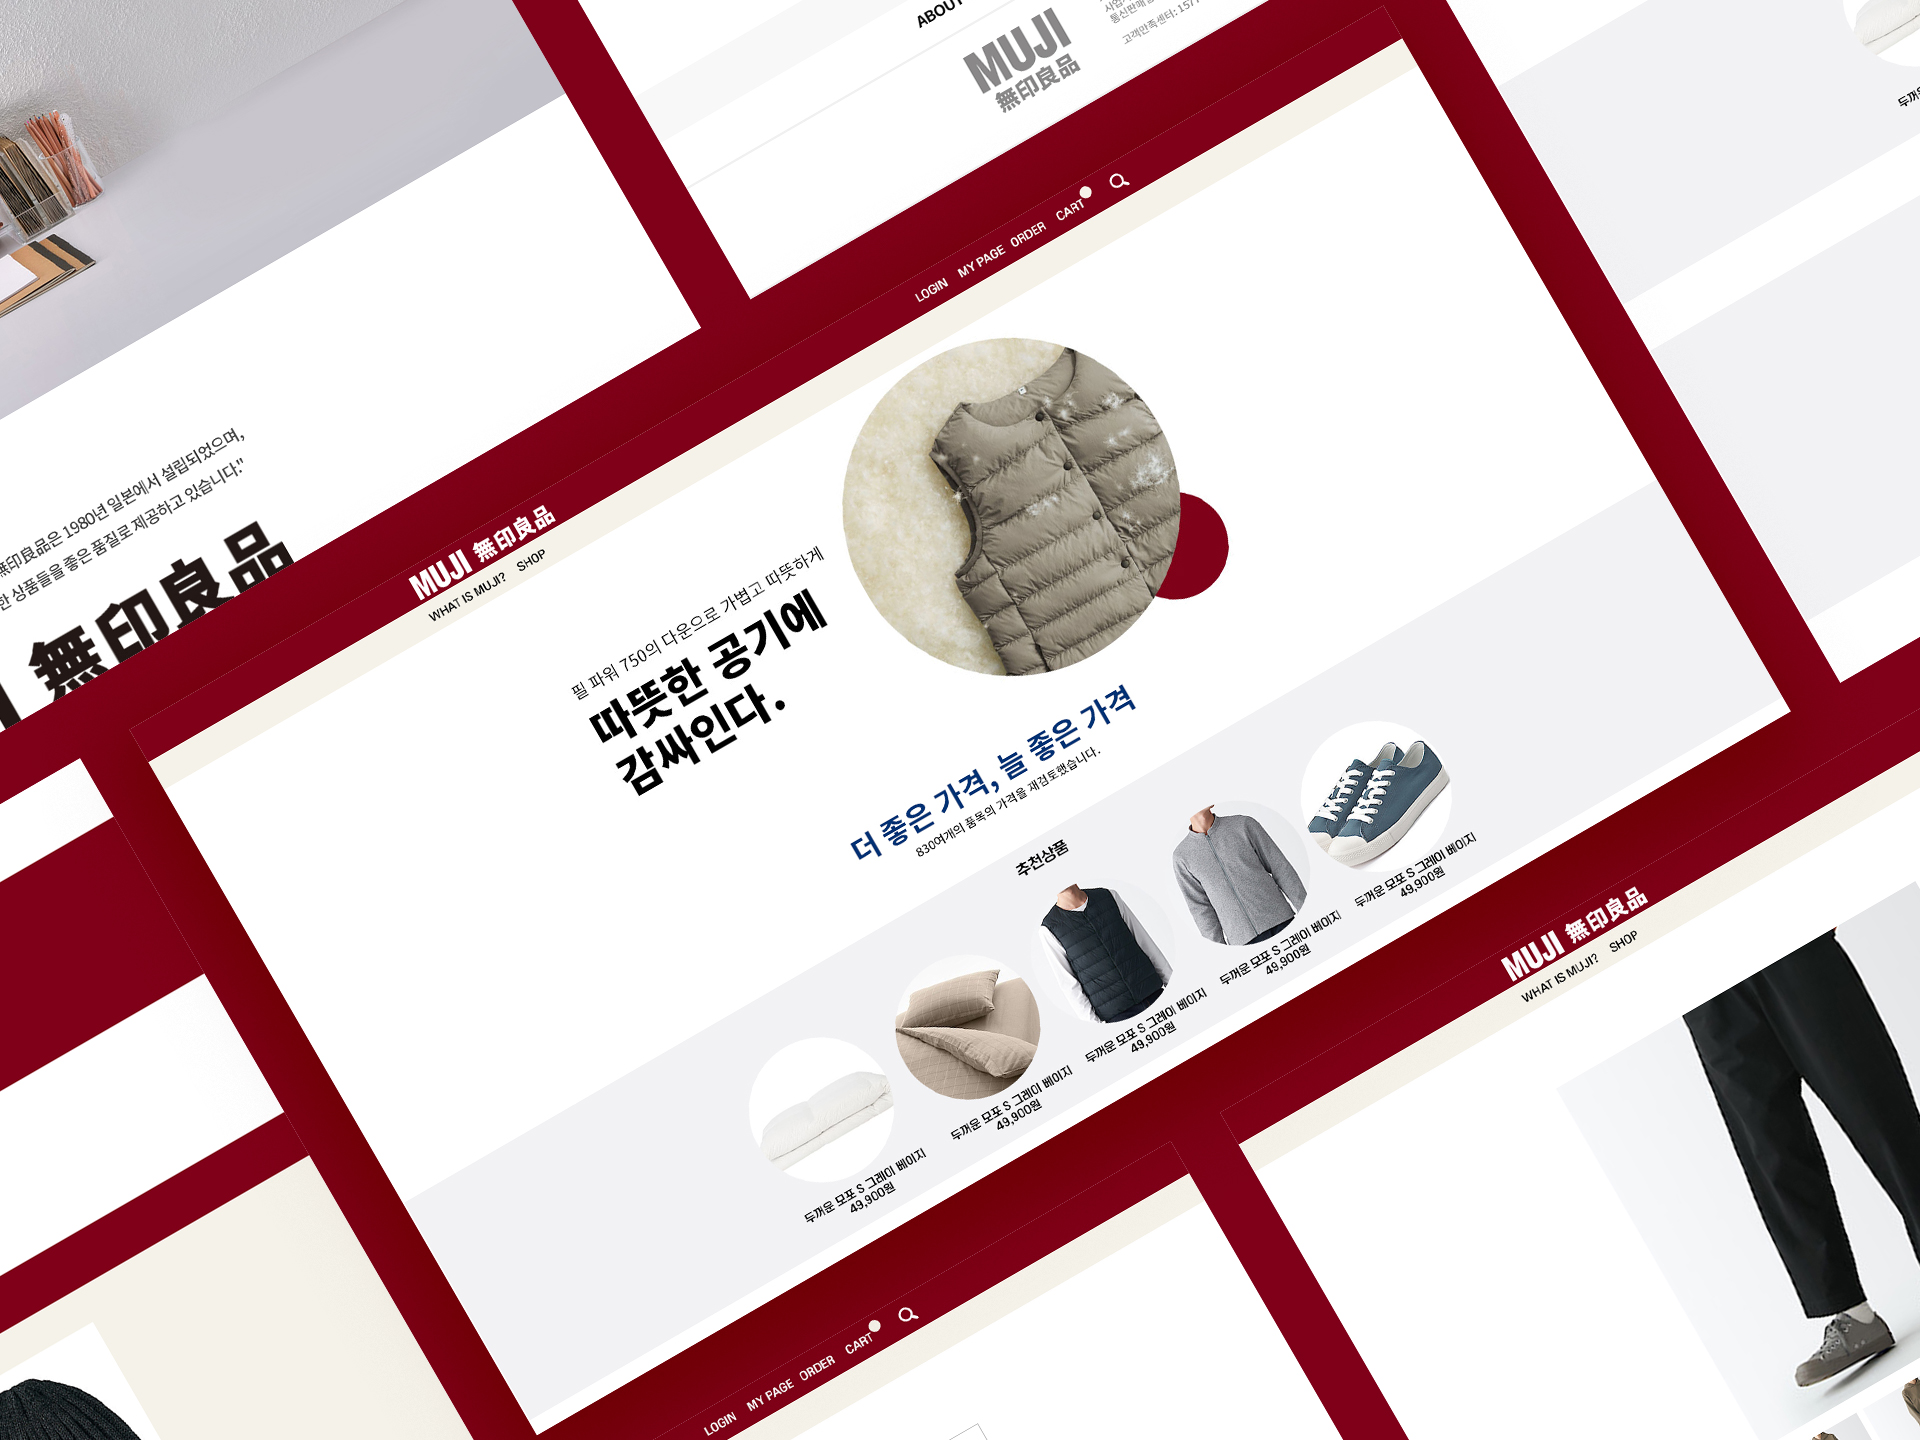 ABOUT
MUJI
無印良品
고객만족센터: 157
無印良品은 1980년 일본에서 설립되었으며,
한 상품들을 좋은 품질로 제공하고 있습니다."
無印良品
MUJI 無印良品
WHAT IS MUJI? SHOP
LOGIN MY PAGE ORDER CART
필 파워 750의 다운으로 가볍고 따뜻하게
따뜻한 공기에
감싸인다.
더 좋은 가격, 늘 좋은 가격
830여개의 품목의 가격을 재검토했습니다.
추천상품
두꺼운 모포 S 그레이 베이지
49,900원
두꺼운 모포 S 그레이 베이지
49,900원
두꺼운 모포 S 그레이 베이지
49,900원
두꺼운 모포 S 그레이 베이지
49,900원
두꺼운 모포 S 그레이 베이지
49,900원
MUJI 無印良品
WHAT IS MUJI? SHOP
LOGIN MY PAGE ORDER CART